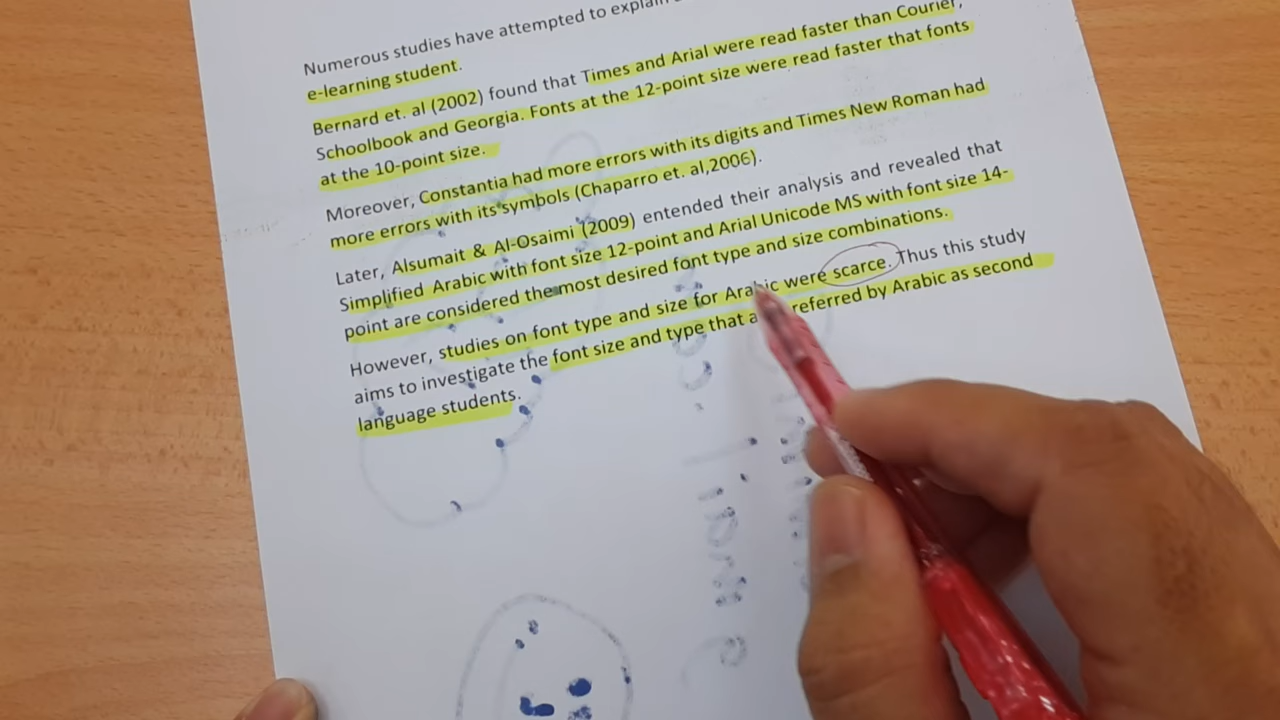 Numerous studies have attempted to explain
e-learning student.
Bernard et. al (2002) found that Times and Arial were read faster than Courier,
Schoolbook and Georgia. Fonts at the 12-point size were read faster that fonts
at the 10-point size.
Moreover, Constantia had more errors with its digits and Times New Roman had
more errors with its symbols (Chaparro et. al,2006).
Later, Alsumait & Al-Osaimi (2009) entended their analysis and revealed that
Simplified Arabic with font size 12-point and Arial Unicode MS with font size 14-
point are considered the most desired font type and size combinations.
However, studies on font type and size for Arabic were scarce. Thus this study
aims to investigate the font size and type that referred by Arabic as second
language students.